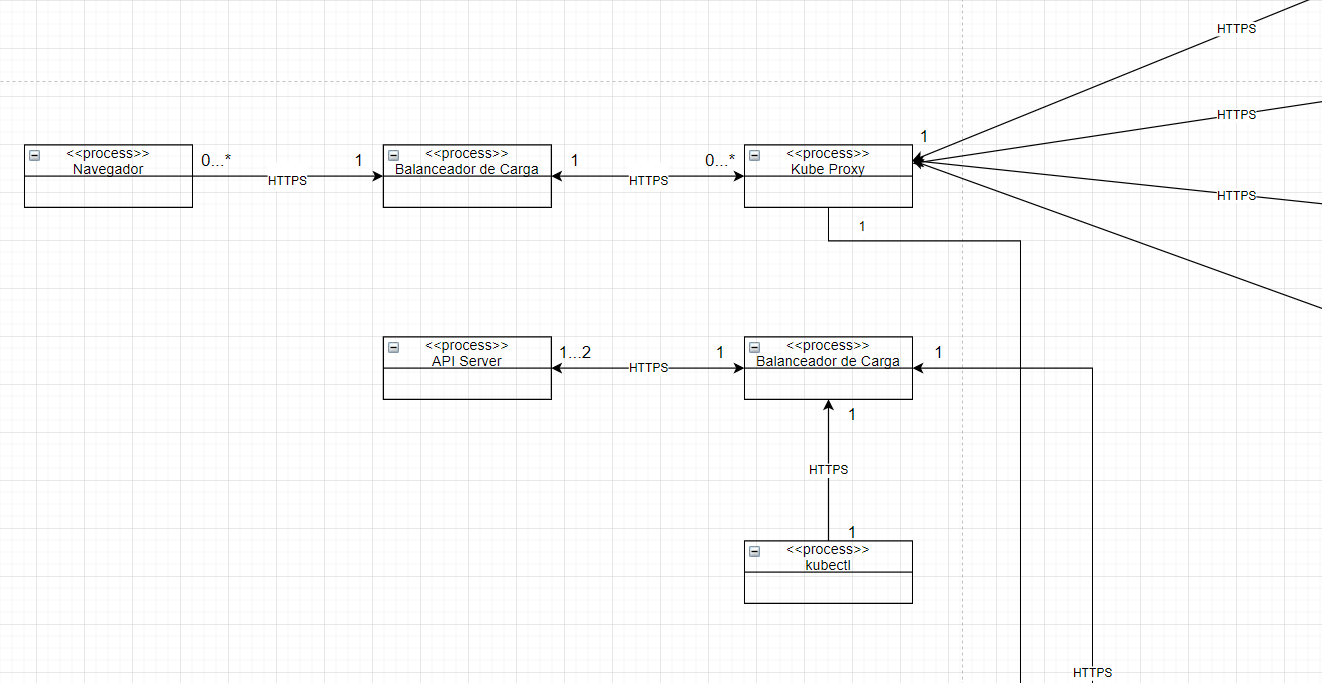 HTTPS
HTTPS
1
<<process>>
Navegador
0...*
1
HTTPS
<<process>>
Balanceador de Carga
1
0...*
HTTPS
<<process>>
Kube Proxy
HTTPS
1
<<process>>
API Server
1...2
1
HTTPS
<<process>>
Balanceador de Carga
1
1
HTTPS
1
<<process>>
kubectl
HTTPS